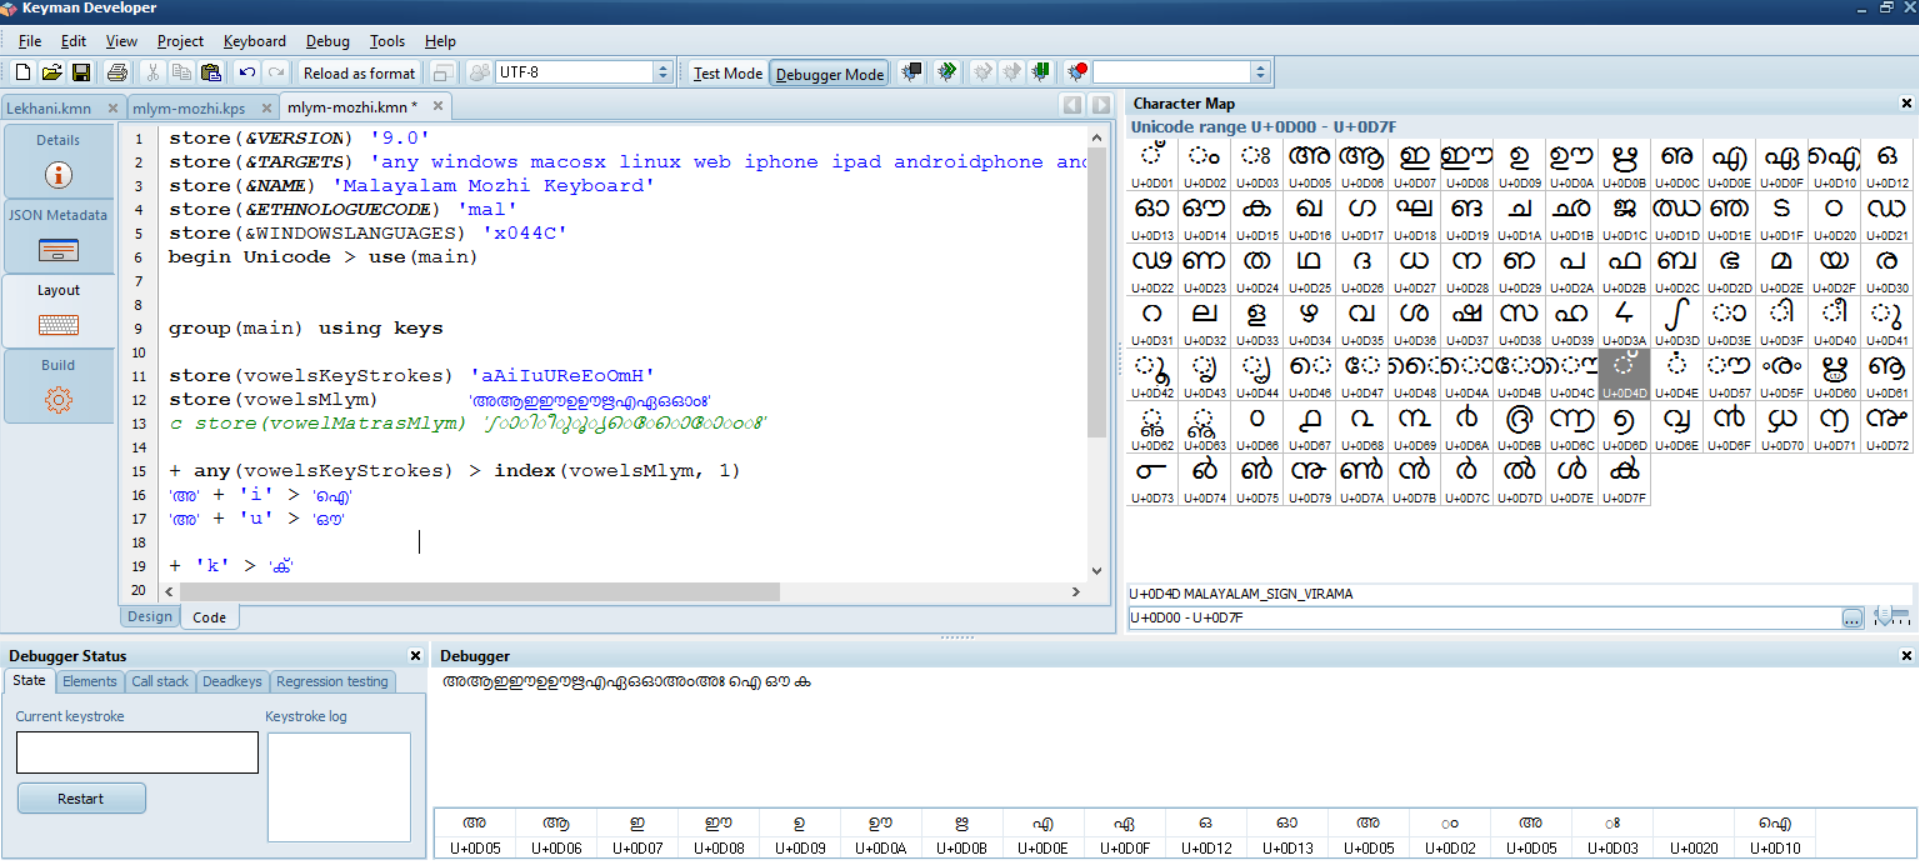 Keyman Developer
File Edit View Project Keyboard Debug Tools Help
Reload as format UTF-8 Test Mode Debugger Mode
Lekhani.kmn mlym-mozhi.kps mlym-mozhi.kmn *
Details
JSON Metadata
Layout
Build
1 store(&VERSION) '9.0'
2 store(&TARGETS) 'any windows macosx linux web iphone ipad androidphone and
3 store(&NAME) 'Malayalam Mozhi Keyboard'
4 store(&ETHNOLOGUECODE) 'mal'
5 store(&WINDOWSLANGUAGES) 'x044C'
6 begin Unicode > use(main)
7
8
9 group(main) using keys
10
11 store(vowelsKeyStrokes) 'aAiIuUReEoOmH'
12 store(vowelsMlym) 'അആഇഈഉഊഋഎഏഒഓംഃ'
13 c store(vowelMatrasMlym) 'ഽാിീുൂൃെേൊോംഃ'
14
15 + any(vowelsKeyStrokes) > index(vowelsMlym, 1)
16 'അ' + 'i' > 'ഐ'
17 'അ' + 'u' > 'ഔ'
18
19 + 'k' > 'ക്'
20
Design Code
Character Map
Unicode range U+0D00 - U+0D7F
ഁ ം ഃ അ ആ ഇ ഈ ഉ ഊ ഋ ഌ എ ഏ ഐ ഒ
U+0D01 U+0D02 U+0D03 U+0D05 U+0D06 U+0D07 U+0D08 U+0D09 U+0D0A U+0D0B U+0D0C U+0D0E U+0D0F U+0D10 U+0D12
ഓ ഔ ക ഖ ഗ ഘ ങ ച ഛ ജ ഝ ഞ ട ഠ ഡ
U+0D13 U+0D14 U+0D15 U+0D16 U+0D17 U+0D18 U+0D19 U+0D1A U+0D1B U+0D1C U+0D1D U+0D1E U+0D1F U+0D20 U+0D21
ഢ ണ ത ഥ ദ ധ ന ഩ പ ഫ ബ ഭ മ യ ര
U+0D22 U+0D23 U+0D24 U+0D25 U+0D26 U+0D27 U+0D28 U+0D29 U+0D2A U+0D2B U+0D2C U+0D2D U+0D2E U+0D2F U+0D30
റ ല ള ഴ വ ശ ഷ സ ഹ ഺ ഽ ാ ി ീ ു
U+0D31 U+0D32 U+0D33 U+0D34 U+0D35 U+0D36 U+0D37 U+0D38 U+0D39 U+0D3A U+0D3D U+0D3E U+0D3F U+0D40 U+0D41
ൂ ൃ ൄ െ േ ൈ ൊ ോ ൌ ് ൎ ൗ ൟ ൠ ൡ
U+0D42 U+0D43 U+0D44 U+0D46 U+0D47 U+0D48 U+0D4A U+0D4B U+0D4C U+0D4D U+0D4E U+0D57 U+0D5F U+0D60 U+0D61
ൢ ൣ ൦ ൧ ൨ ൩ ൪ ൫ ൬ ൭ ൮ ൯ ൰ ൱ ൲
U+0D62 U+0D63 U+0D66 U+0D67 U+0D68 U+0D69 U+0D6A U+0D6B U+0D6C U+0D6D U+0D6E U+0D6F U+0D70 U+0D71 U+0D72
൳ ൴ ൵ ൹ ൺ ൻ ർ ൽ ൾ ൿ
U+0D73 U+0D74 U+0D75 U+0D79 U+0D7A U+0D7B U+0D7C U+0D7D U+0D7E U+0D7F
U+0D4D MALAYALAM_SIGN_VIRAMA
U+0D00 - U+0D7F
Debugger Status
State Elements Call stack Deadkeys Regression testing
Current keystroke Keystroke log
Restart
Debugger
അആഇഈഉഊഋഎഏഒഓഅംഅഃ ഐ ഔ ക
അ ആ ഇ ഈ ഉ ഊ ഋ എ ഏ ഒ ഓ അ ം അ ഃ ഐ
U+0D05 U+0D06 U+0D07 U+0D08 U+0D09 U+0D0A U+0D0B U+0D0E U+0D0F U+0D12 U+0D13 U+0D05 U+0D02 U+0D05 U+0D03 U+0020 U+0D10